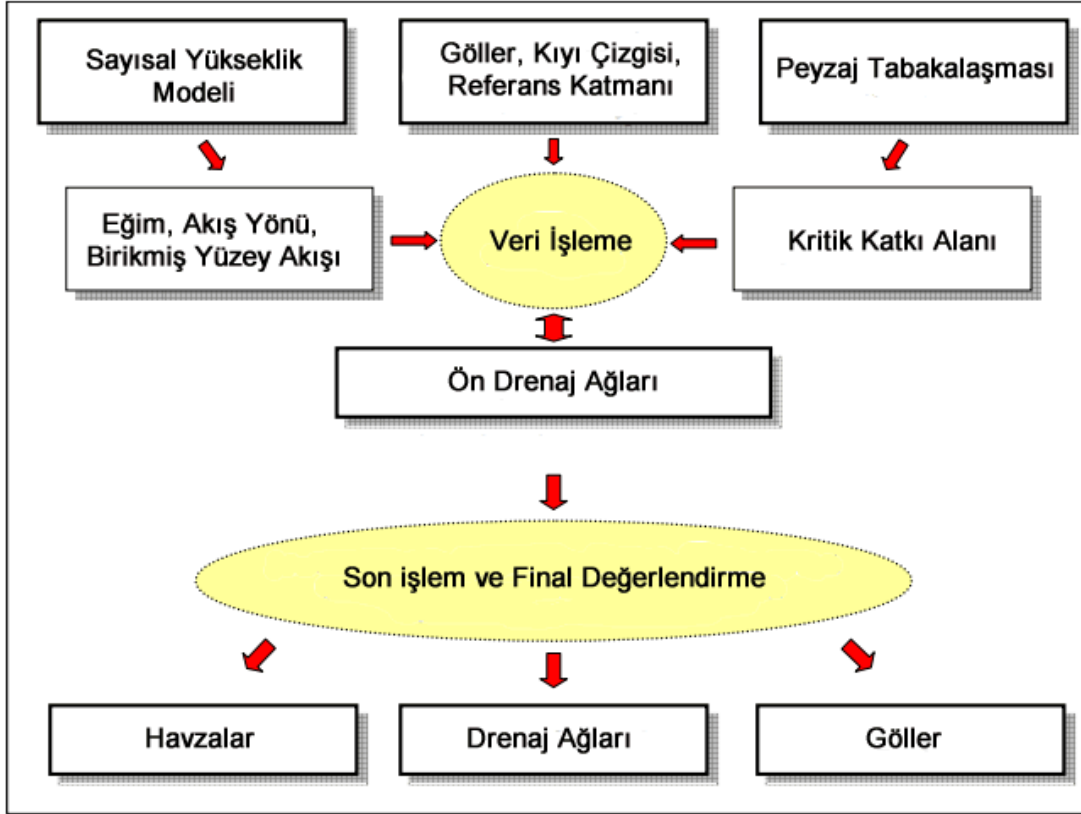 Sayısal Yükseklik
Modeli
Göller, Kıyı Çizgisi,
Referans Katmanı
Peyzaj Tabakalaşması
Eğim, Akış Yönü,
Birikmiş Yüzey Akışı
Veri İşleme
Kritik Katkı Alanı
Ön Drenaj Ağları
Son işlem ve Final Değerlendirme
Havzalar
Drenaj Ağları
Göller